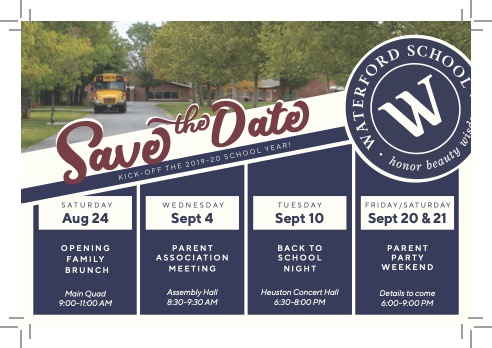 WATERFORD SCHOOL
W
honor beauty
Save the Date
KICK-OFF THE 2019-20 SCHOOL YEAR!
SATURDAY
Aug 24
OPENING
FAMILY
BRUNCH
Main Quad
9:00-11:00 AM
WEDNESDAY
Sept 4
PARENT
ASSOCIATION
MEETING
Assembly Hall
8:30-9:30 AM
TUESDAY
Sept 10
BACK TO
SCHOOL
NIGHT
Heuston Concert Hall
6:30-8:00 PM
FRIDAY/SATURDAY
Sept 20 & 21
PARENT
PARTY
WEEKEND
Details to come
6:00-9:00 PM